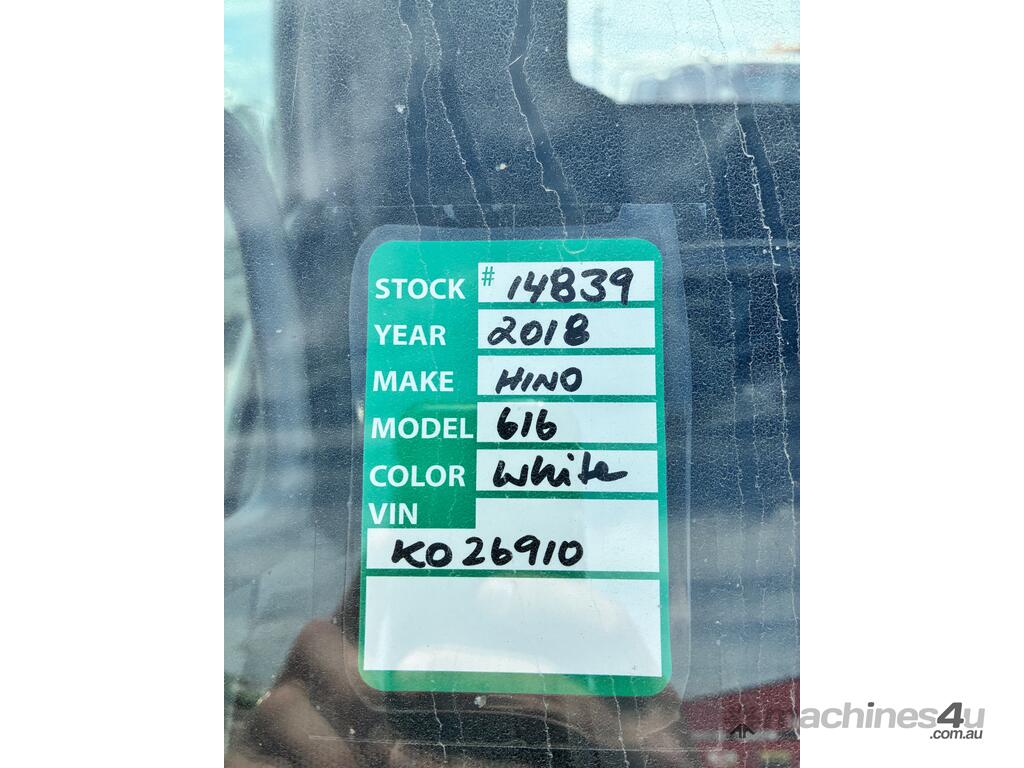 STOCK # 14839
YEAR 2018
MAKE HINO
MODEL 616
COLOR White
VIN
KO26910
machines4u
.com.au